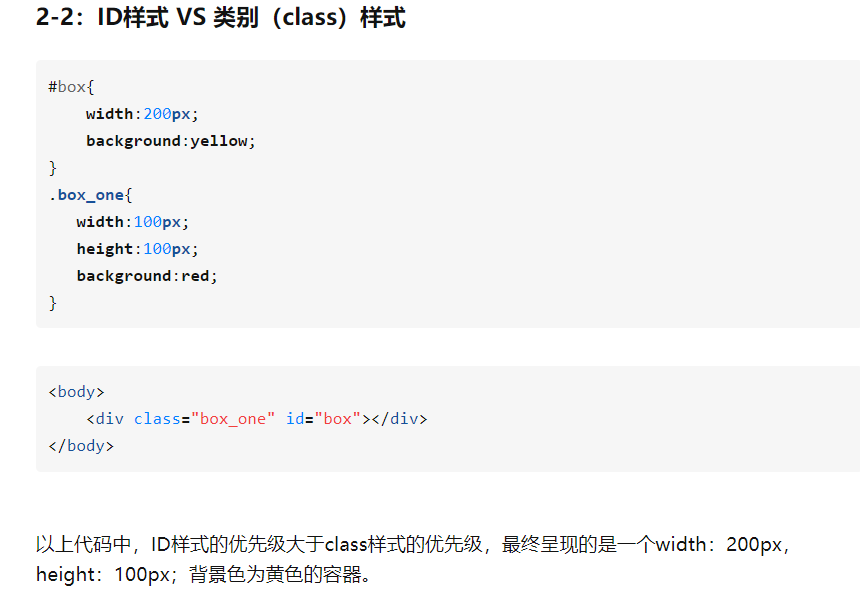 2-2：ID样式 VS 类别（class）样式
#box{
    width:200px;
    background:yellow;
}
.box_one{
   width:100px;
   height:100px;
   background:red;
}
<body>
    <div class="box_one" id="box"></div>
</body>
以上代码中，ID样式的优先级大于class样式的优先级，最终呈现的是一个width：200px，
height：100px；背景色为黄色的容器。